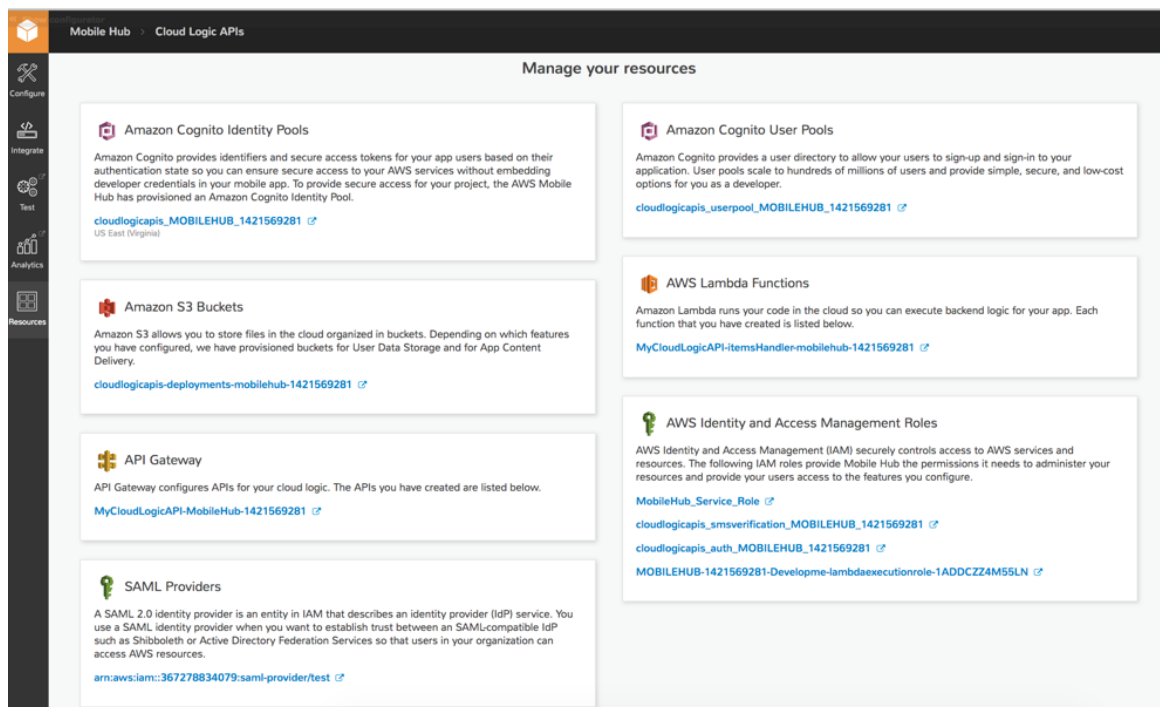 Mobile Hub > Cloud Logic APIs
Configure
Integrate
Test
Analytics
Resources
Manage your resources
Amazon Cognito Identity Pools
Amazon Cognito provides identifiers and secure access tokens for your app users based on their
authentication state so you can ensure secure access to your AWS services without embedding
developer credentials in your mobile app. To provide secure access for your project, the AWS Mobile
Hub has provisioned an Amazon Cognito Identity Pool.
cloudlogicapis_MOBILEHUB_1421569281
US East (Virginia)
Amazon S3 Buckets
Amazon S3 allows you to store files in the cloud organized in buckets. Depending on which features
you have configured, we have provisioned buckets for User Data Storage and for App Content
Delivery.
cloudlogicapis-deployments-mobilehub-1421569281
API Gateway
API Gateway configures APIs for your cloud logic. The APIs you have created are listed below.
MyCloudLogicAPI-MobileHub-1421569281
SAML Providers
A SAML 2.0 identity provider is an entity in IAM that describes an identity provider (IdP) service. You
use a SAML identity provider when you want to establish trust between an SAML-compatible IdP
such as Shibboleth or Active Directory Federation Services so that users in your organization can
access AWS resources.
arn:aws:iam::367278834079:saml-provider/test
Amazon Cognito User Pools
Amazon Cognito provides a user directory to allow your users to sign-up and sign-in to your
application. User pools scale to hundreds of millions of users and provide simple, secure, and low-cost
options for you as a developer.
cloudlogicapis_userpool_MOBILEHUB_1421569281
AWS Lambda Functions
Amazon Lambda runs your code in the cloud so you can execute backend logic for your app. Each
function that you have created is listed below.
MyCloudLogicAPI-itemsHandler-mobilehub-1421569281
AWS Identity and Access Management Roles
AWS Identity and Access Management (IAM) securely controls access to AWS services and
resources. The following IAM roles provide Mobile Hub the permissions it needs to administer your
resources and provide your users access to the features you configure.
MobileHub_Service_Role
cloudlogicapis_smsverification_MOBILEHUB_1421569281
cloudlogicapis_auth_MOBILEHUB_1421569281
MOBILEHUB-1421569281-Developme-lambdaexecutionrole-1ADDCZZ4M55LN